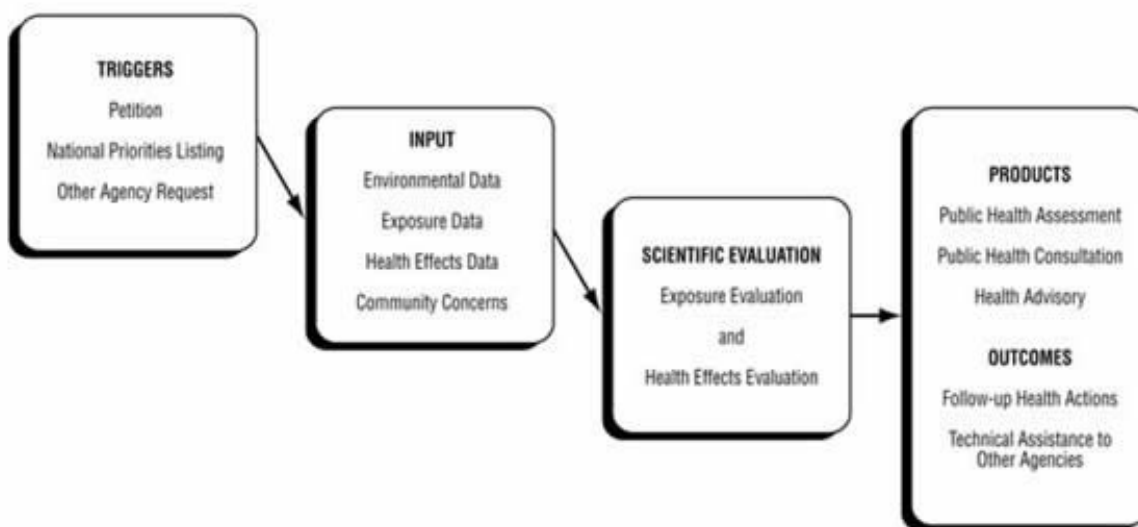 TRIGGERS
Petition
National Priorities Listing
Other Agency Request
INPUT
Environmental Data
Exposure Data
Health Effects Data
Community Concerns
SCIENTIFIC EVALUATION
Exposure Evaluation
and
Health Effects Evaluation
PRODUCTS
Public Health Assessment
Public Health Consultation
Health Advisory
OUTCOMES
Follow-up Health Actions
Technical Assistance to
Other Agencies